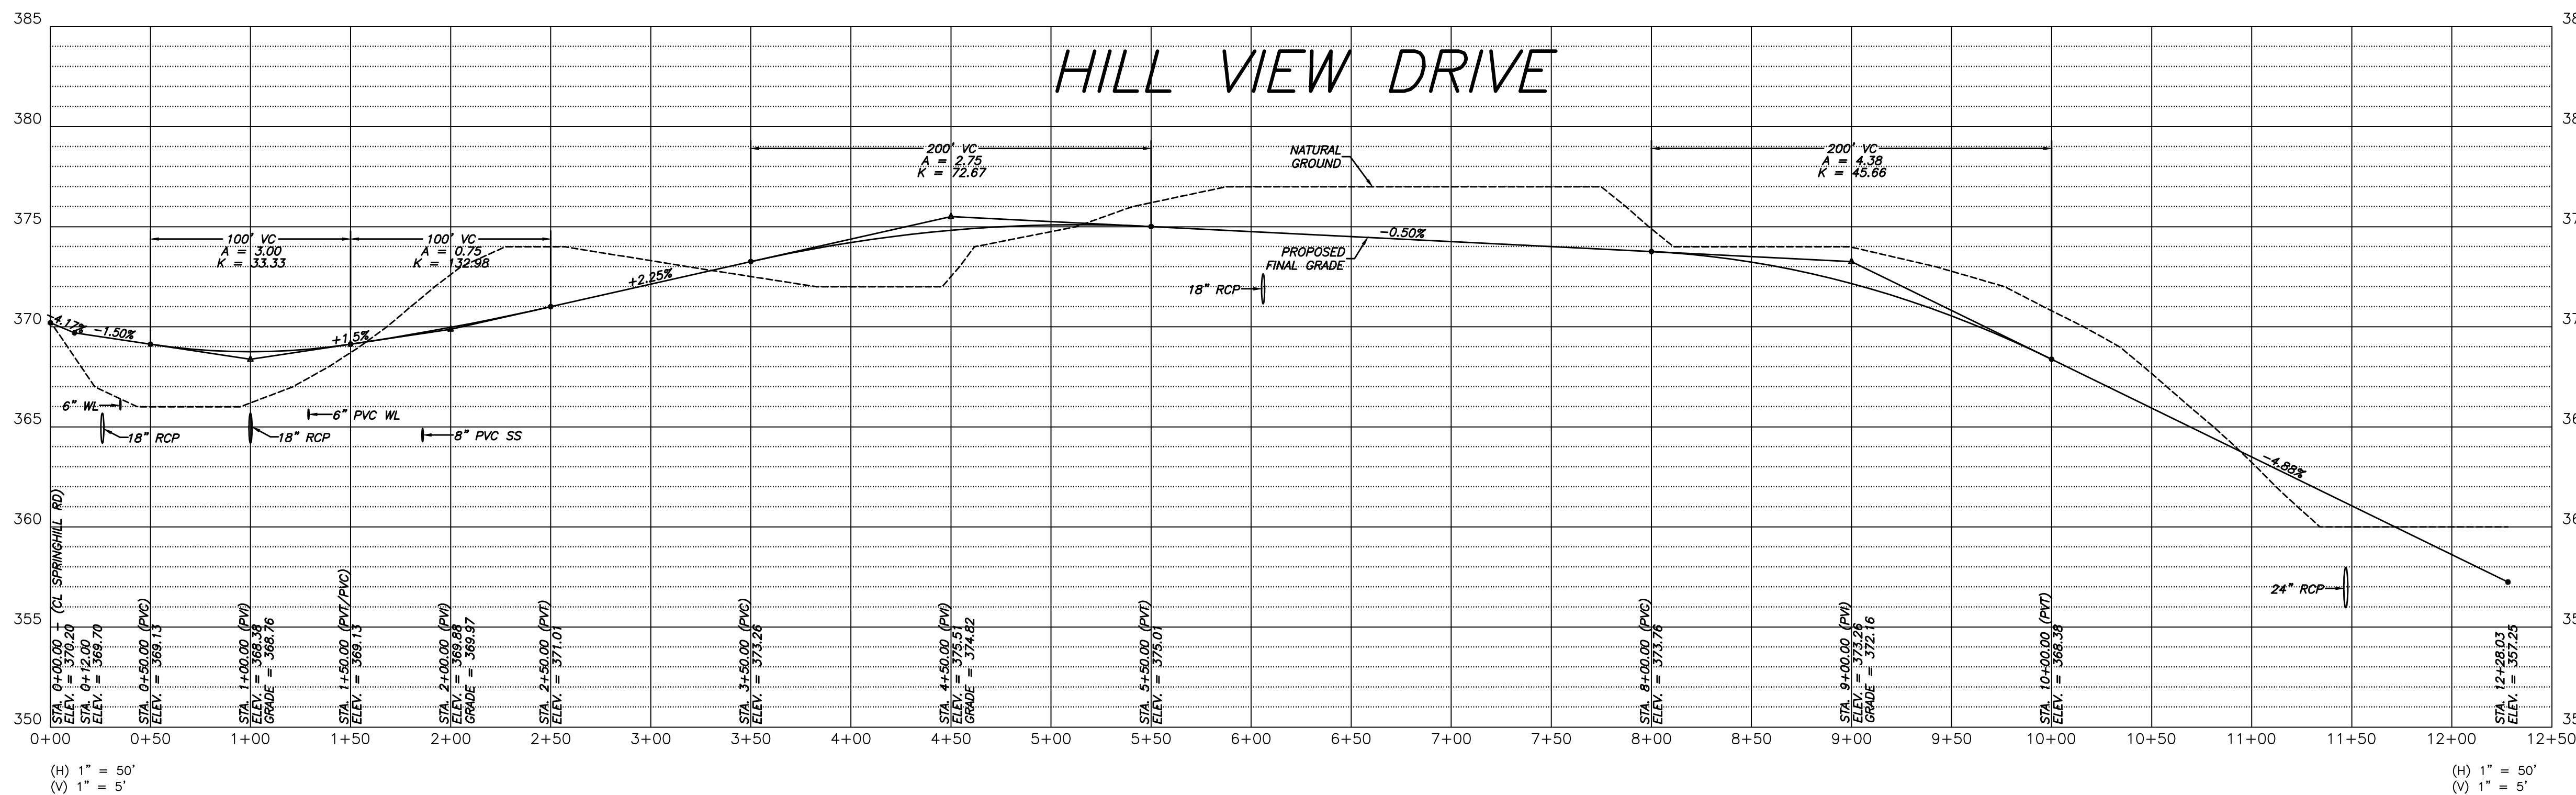 HILL VIEW DRIVE
385
380
375
370
365
360
355
350
100' VC
A = 3.00
K = 33.33
100' VC
A = 0.75
K = 132.98
200' VC
A = 2.75
K = 72.67
NATURAL
GROUND
200' VC
A = 4.38
K = 45.66
-4.17%
-1.50%
+1.5%
+2.25%
-0.50%
PROPOSED
FINAL GRADE
-4.88%
18" RCP
6" WL
18" RCP
18" RCP
6" PVC WL
8" PVC SS
24" RCP
STA. 0+00.00 - (CL SPRINGHILL RD)
ELEV. = 370.20
STA. 0+12.00
ELEV. = 369.70
STA. 0+50.00 (PVC)
ELEV. = 369.13
STA. 1+00.00 (PVI)
ELEV. = 368.38
GRADE = 368.76
STA. 1+50.00 (PVT/PVC)
ELEV. = 369.13
STA. 2+00.00 (PVI)
ELEV. = 369.88
GRADE = 369.97
STA. 2+50.00 (PVT)
ELEV. = 371.01
STA. 3+50.00 (PVC)
ELEV. = 373.26
STA. 4+50.00 (PVI)
ELEV. = 375.51
GRADE = 374.82
STA. 5+50.00 (PVT)
ELEV. = 375.01
STA. 8+00.00 (PVC)
ELEV. = 373.76
STA. 9+00.00 (PVI)
ELEV. = 373.26
GRADE = 372.16
STA. 10+00.00 (PVT)
ELEV. = 368.38
STA. 12+28.03
ELEV. = 357.25
0+00 0+50 1+00 1+50 2+00 2+50 3+00 3+50 4+00 4+50 5+00 5+50 6+00 6+50 7+00 7+50 8+00 8+50 9+00 9+50 10+00 10+50 11+00 11+50 12+00 12+50
(H) 1" = 50'
(V) 1" = 5'
(H) 1" = 50'
(V) 1" = 5'